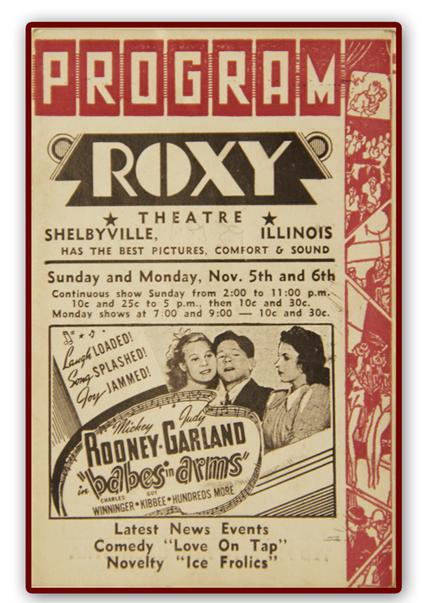 PROGRAM
ROXY
★ THEATRE ★
SHELBYVILLE, ILLINOIS
HAS THE BEST PICTURES, COMFORT & SOUND
Sunday and Monday, Nov. 5th and 6th
Continuous show Sunday from 2:00 to 11:00 p.m.
10c and 25c to 5 p.m., then 10c and 30c.
Monday shows at 7:00 and 9:00 — 10c and 30c.
Laugh LOADED!
Song SPLASHED!
Joy JAMMED!
Mickey Judy
ROONEY-GARLAND
in "babes in arms"
CHARLES GUY
WINNINGER • KIBBEE • HUNDREDS MORE
Latest News Events
Comedy "Love On Tap"
Novelty "Ice Frolics"